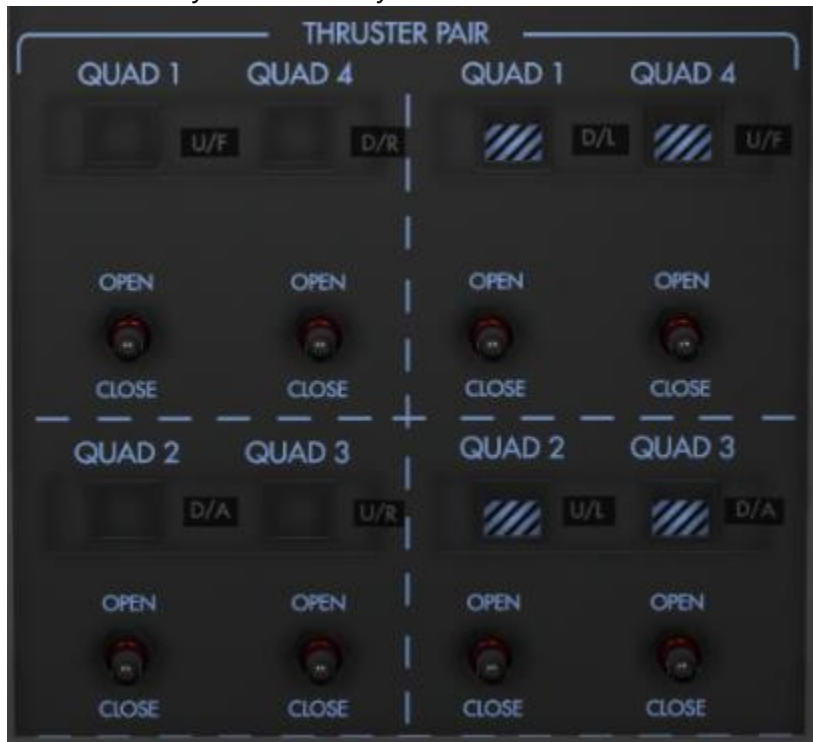 THRUSTER PAIR
QUAD 1 QUAD 4 QUAD 1 QUAD 4
U/F D/R D/L U/F
OPEN OPEN OPEN OPEN
CLOSE CLOSE CLOSE CLOSE
QUAD 2 QUAD 3 QUAD 2 QUAD 3
D/A U/R U/L D/A
OPEN OPEN OPEN OPEN
CLOSE CLOSE CLOSE CLOSE